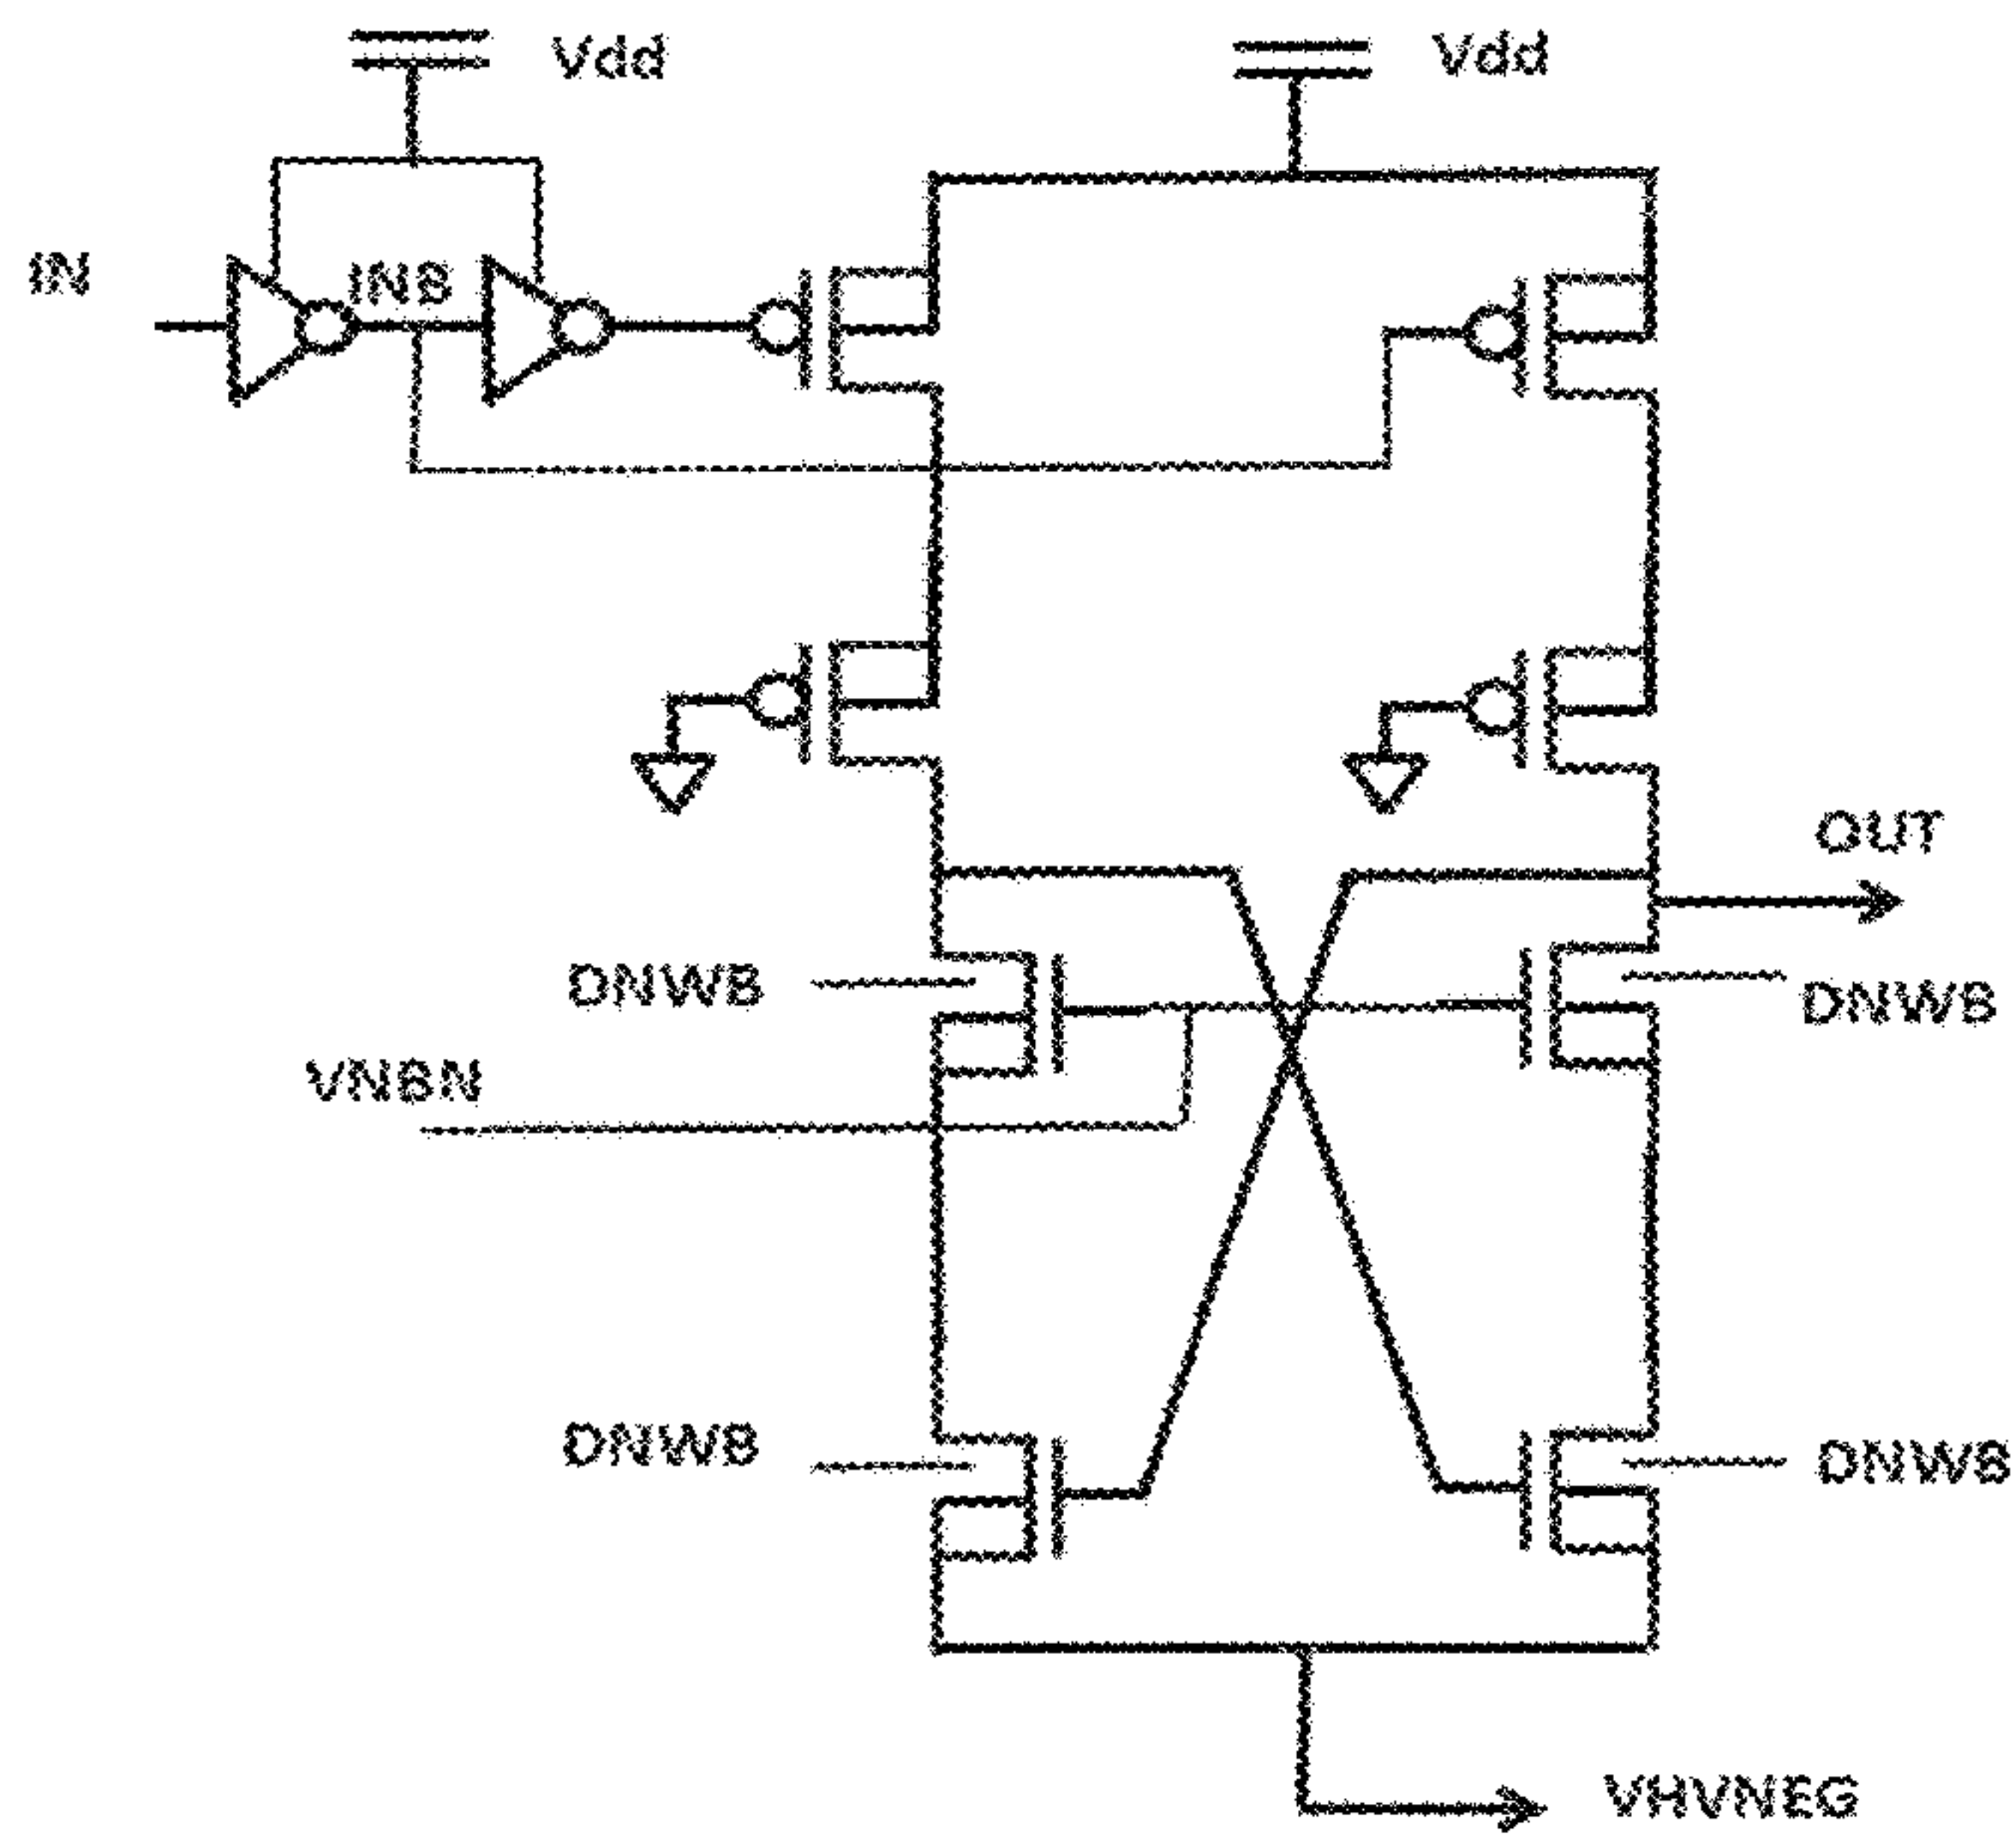 Vdd
Vdd
IN
INB
OUT
DNWB
DNWB
VNBN
DNWB
DNWB
VHVNEG